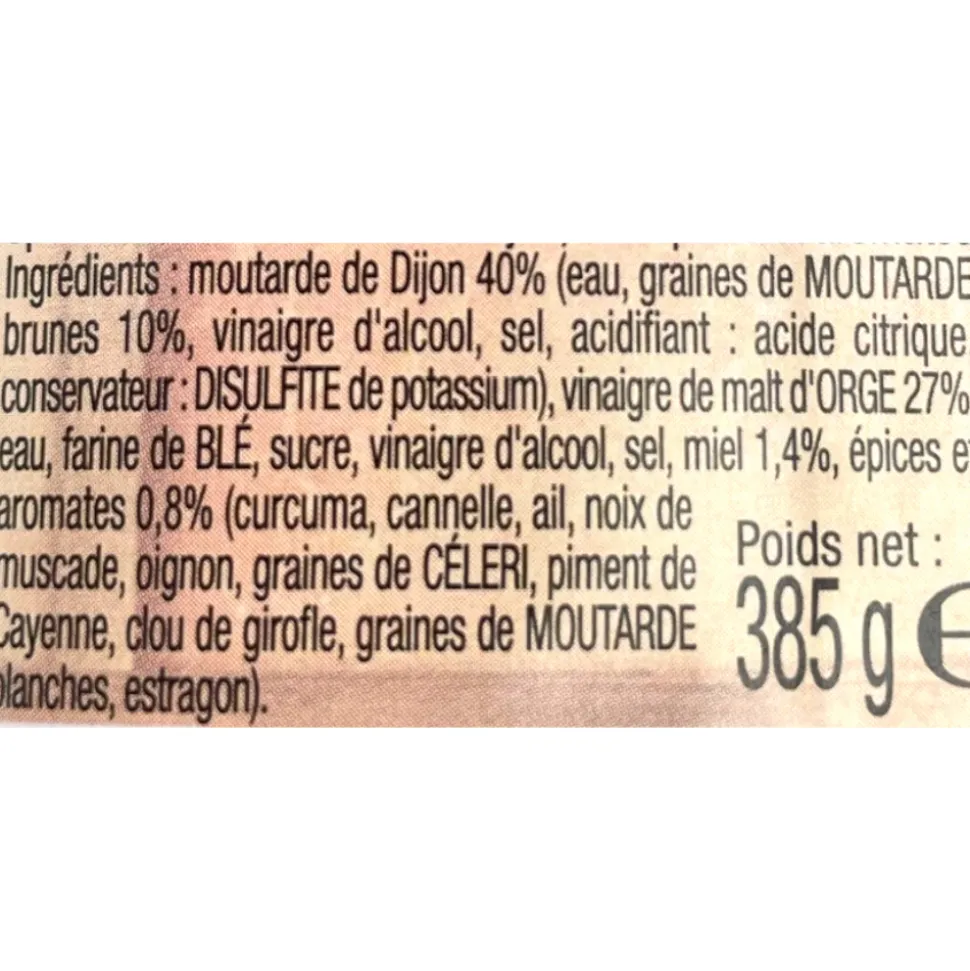 Ingrédients : moutarde de Dijon 40% (eau, graines de MOUTARDE
brunes 10%, vinaigre d'alcool, sel, acidifiant : acide citrique
conservateur : DISULFITE de potassium), vinaigre de malt d'ORGE 27%
eau, farine de BLÉ, sucre, vinaigre d'alcool, sel, miel 1,4%, épices et
aromates 0,8% (curcuma, cannelle, ail, noix de
muscade, oignon, graines de CÉLERI, piment de
Cayenne, clou de girofle, graines de MOUTARDE
blanches, estragon).
Poids net :
385 g e